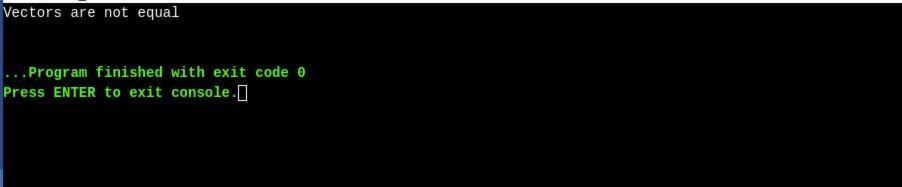 Vectors are not equal
...Program finished with exit code 0
Press ENTER to exit console.